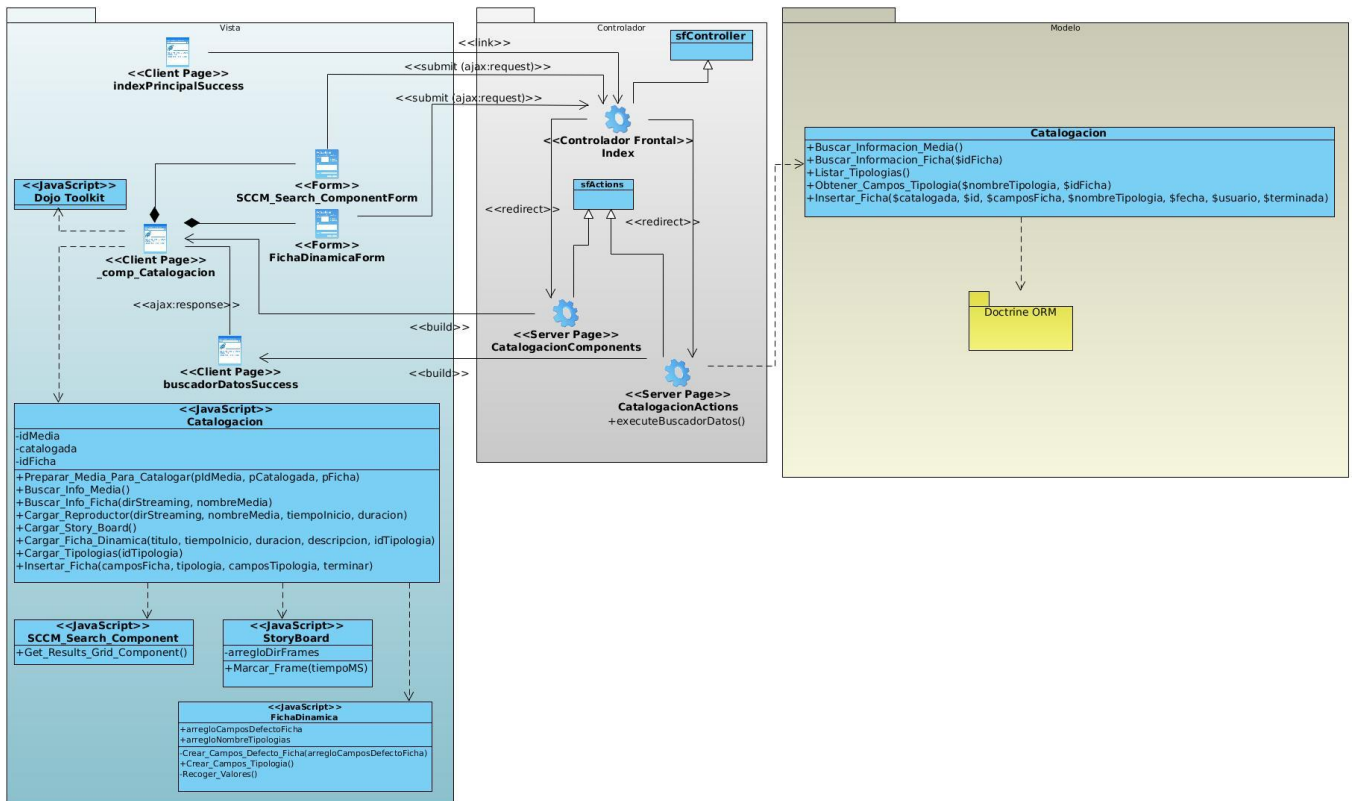 Vista
<<Client Page>>
indexPrincipalSuccess
<<Form>>
SCCM_Search_ComponentForm
<<JavaScript>>
Dojo Toolkit
<<Form>>
FichaDinamicaForm
<<Client Page>>
_comp_Catalogacion
<<ajax:response>>
<<Client Page>>
buscadorDatosSuccess
<<JavaScript>>
Catalogacion
-idMedia
-catalogada
-idFicha
+Preparar_Media_Para_Catalogar(pIdMedia, pCatalogada, pFicha)
+Buscar_Info_Media()
+Buscar_Info_Ficha(dirStreaming, nombreMedia)
+Cargar_Reproductor(dirStreaming, nombreMedia, tiempoInicio, duracion)
+Cargar_Story_Board()
+Cargar_Ficha_Dinamica(titulo, tiempoInicio, duracion, descripcion, idTipologia)
+Cargar_Tipologias(idTipologia)
+Insertar_Ficha(camposFicha, tipologia, camposTipologia, terminar)
<<JavaScript>>
SCCM_Search_Component
+Get_Results_Grid_Component()
<<JavaScript>>
StoryBoard
-arregloDirFrames
+Marcar_Frame(tiempoMS)
<<JavaScript>>
FichaDinamica
+arregloCamposDefectoFicha
+arregloNombreTipologias
-Crear_Campos_Defecto_Ficha(arregloCamposDefectoFicha)
+Crear_Campos_Tipologia()
-Recoger_Valores()
Controlador
<<link>>
<<submit (ajax:request)>>
<<submit (ajax:request)>>
sfController
<<Controlador Frontal>>
Index
sfActions
<<redirect>>
<<redirect>>
<<build>>
<<Server Page>>
CatalogacionComponents
<<build>>
<<Server Page>>
CatalogacionActions
+executeBuscadorDatos()
Modelo
Catalogacion
+Buscar_Informacion_Media()
+Buscar_Informacion_Ficha($idFicha)
+Listar_Tipologias()
+Obtener_Campos_Tipologia($nombreTipologia, $idFicha)
+Insertar_Ficha($catalogada, $id, $camposFicha, $nombreTipologia, $fecha, $usuario, $terminada)
Doctrine ORM